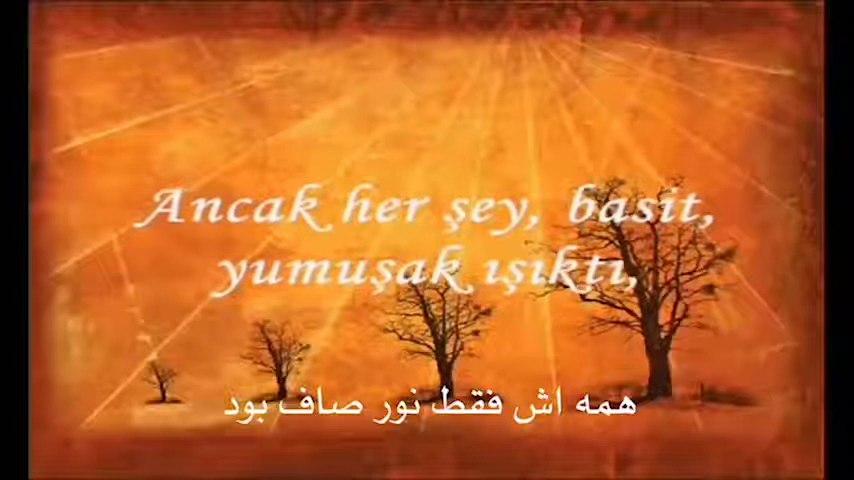 Ancak her şey, basit,
yumuşak ışıktı,
همه اش فقط نور صاف بود